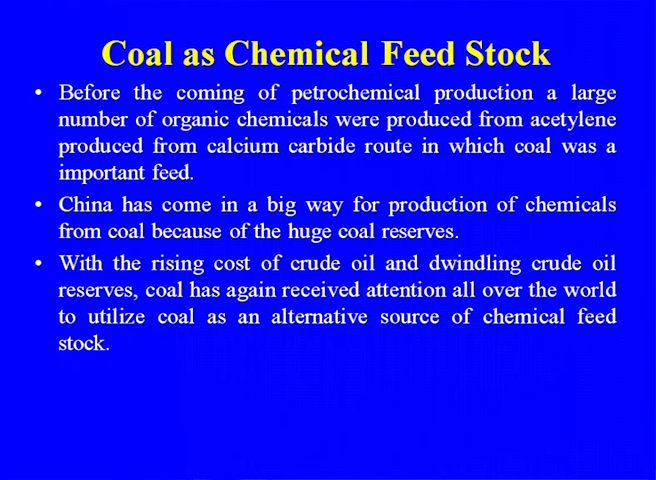 Coal as Chemical Feed Stock
• Before the coming of petrochemical production a large
number of organic chemicals were produced from acetylene
produced from calcium carbide route in which coal was a
important feed.
• China has come in a big way for production of chemicals
from coal because of the huge coal reserves.
• With the rising cost of crude oil and dwindling crude oil
reserves, coal has again received attention all over the world
to utilize coal as an alternative source of chemical feed
stock.